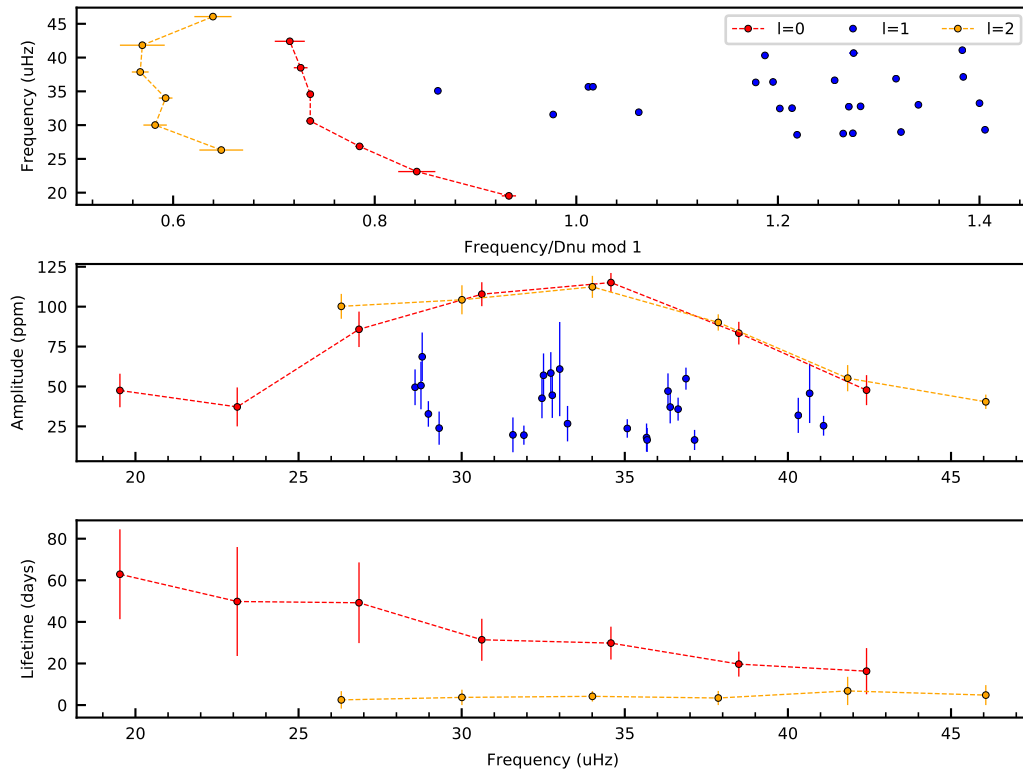 l=0 l=1 l=2
Frequency (uHz)
45
40
35
30
25
20
0.6 0.8 1.0 1.2 1.4
Frequency/Dnu mod 1
Amplitude (ppm)
125
100
75
50
25
20 25 30 35 40 45
Lifetime (days)
80
60
40
20
0
20 25 30 35 40 45
Frequency (uHz)